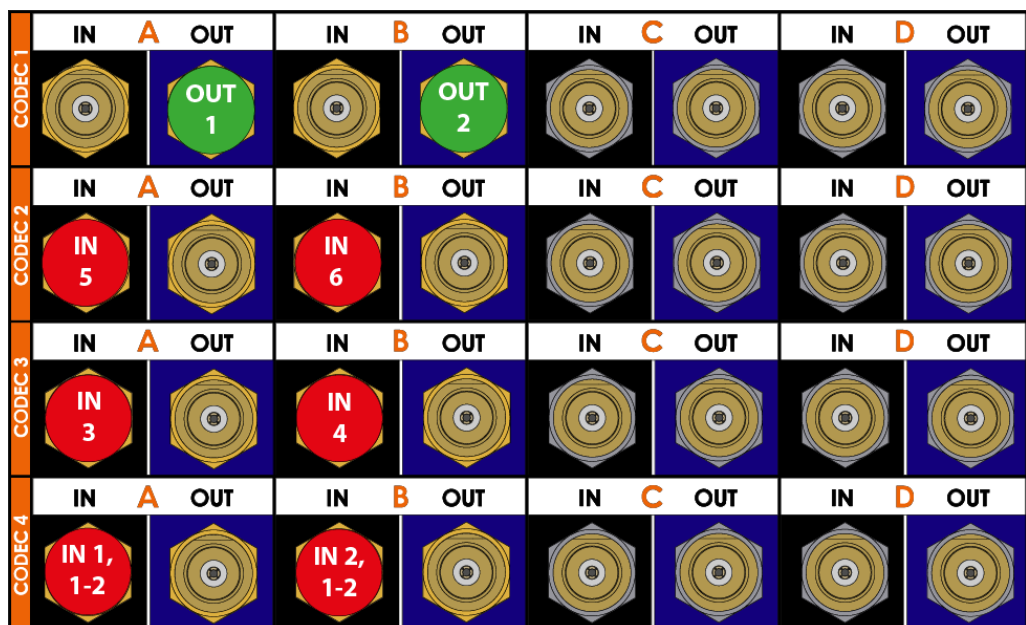 CODEC 1
IN A OUT IN B OUT IN C OUT IN D OUT
OUT
1
OUT
2
CODEC 2
IN A OUT IN B OUT IN C OUT IN D OUT
IN
5
IN
6
CODEC 3
IN A OUT IN B OUT IN C OUT IN D OUT
IN
3
IN
4
CODEC 4
IN A OUT IN B OUT IN C OUT IN D OUT
IN 1,
1-2
IN 2,
1-2